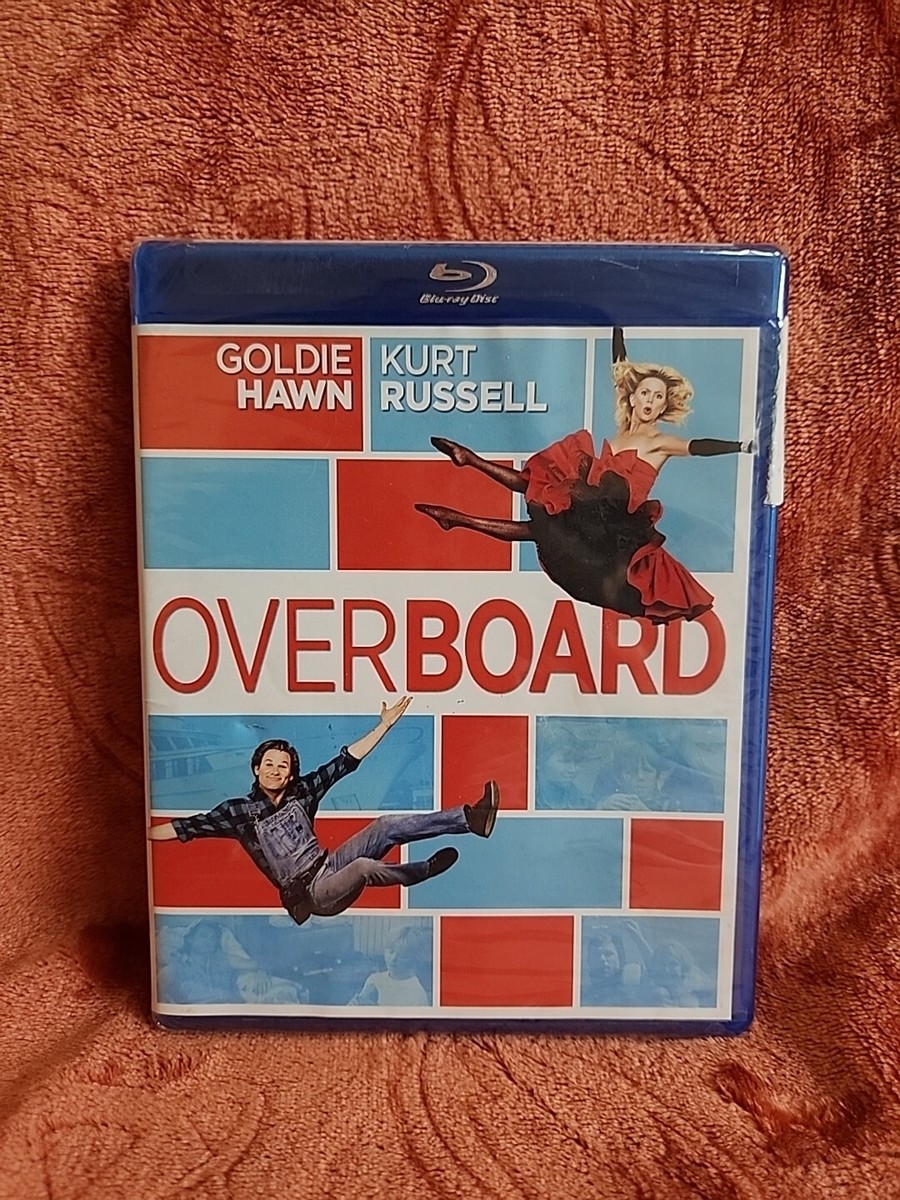 Blu-ray Disc
GOLDIE
HAWN
KURT
RUSSELL
OVERBOARD